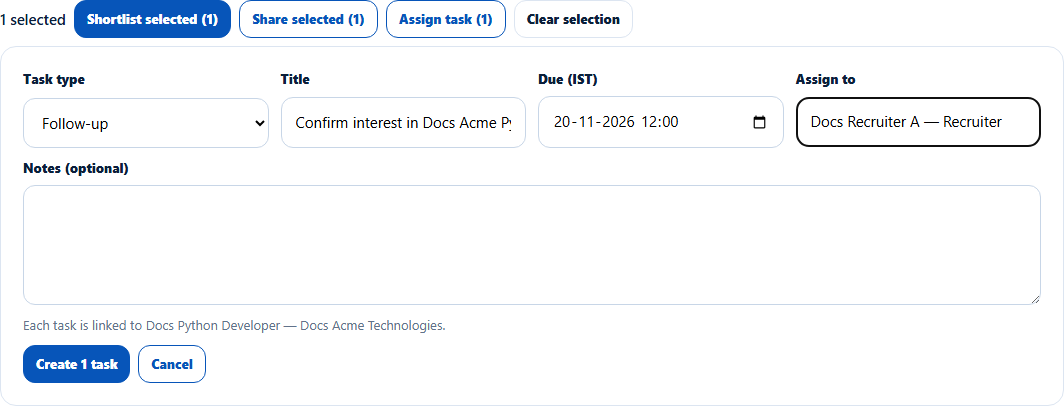 1 selected Shortlist selected (1) Share selected (1) Assign task (1) Clear selection
Task type Title Due (IST) Assign to
Follow-up Confirm interest in Docs Acme Py 20-11-2026 12:00 Docs Recruiter A — Recruiter
Notes (optional)
Each task is linked to Docs Python Developer — Docs Acme Technologies.
Create 1 task Cancel